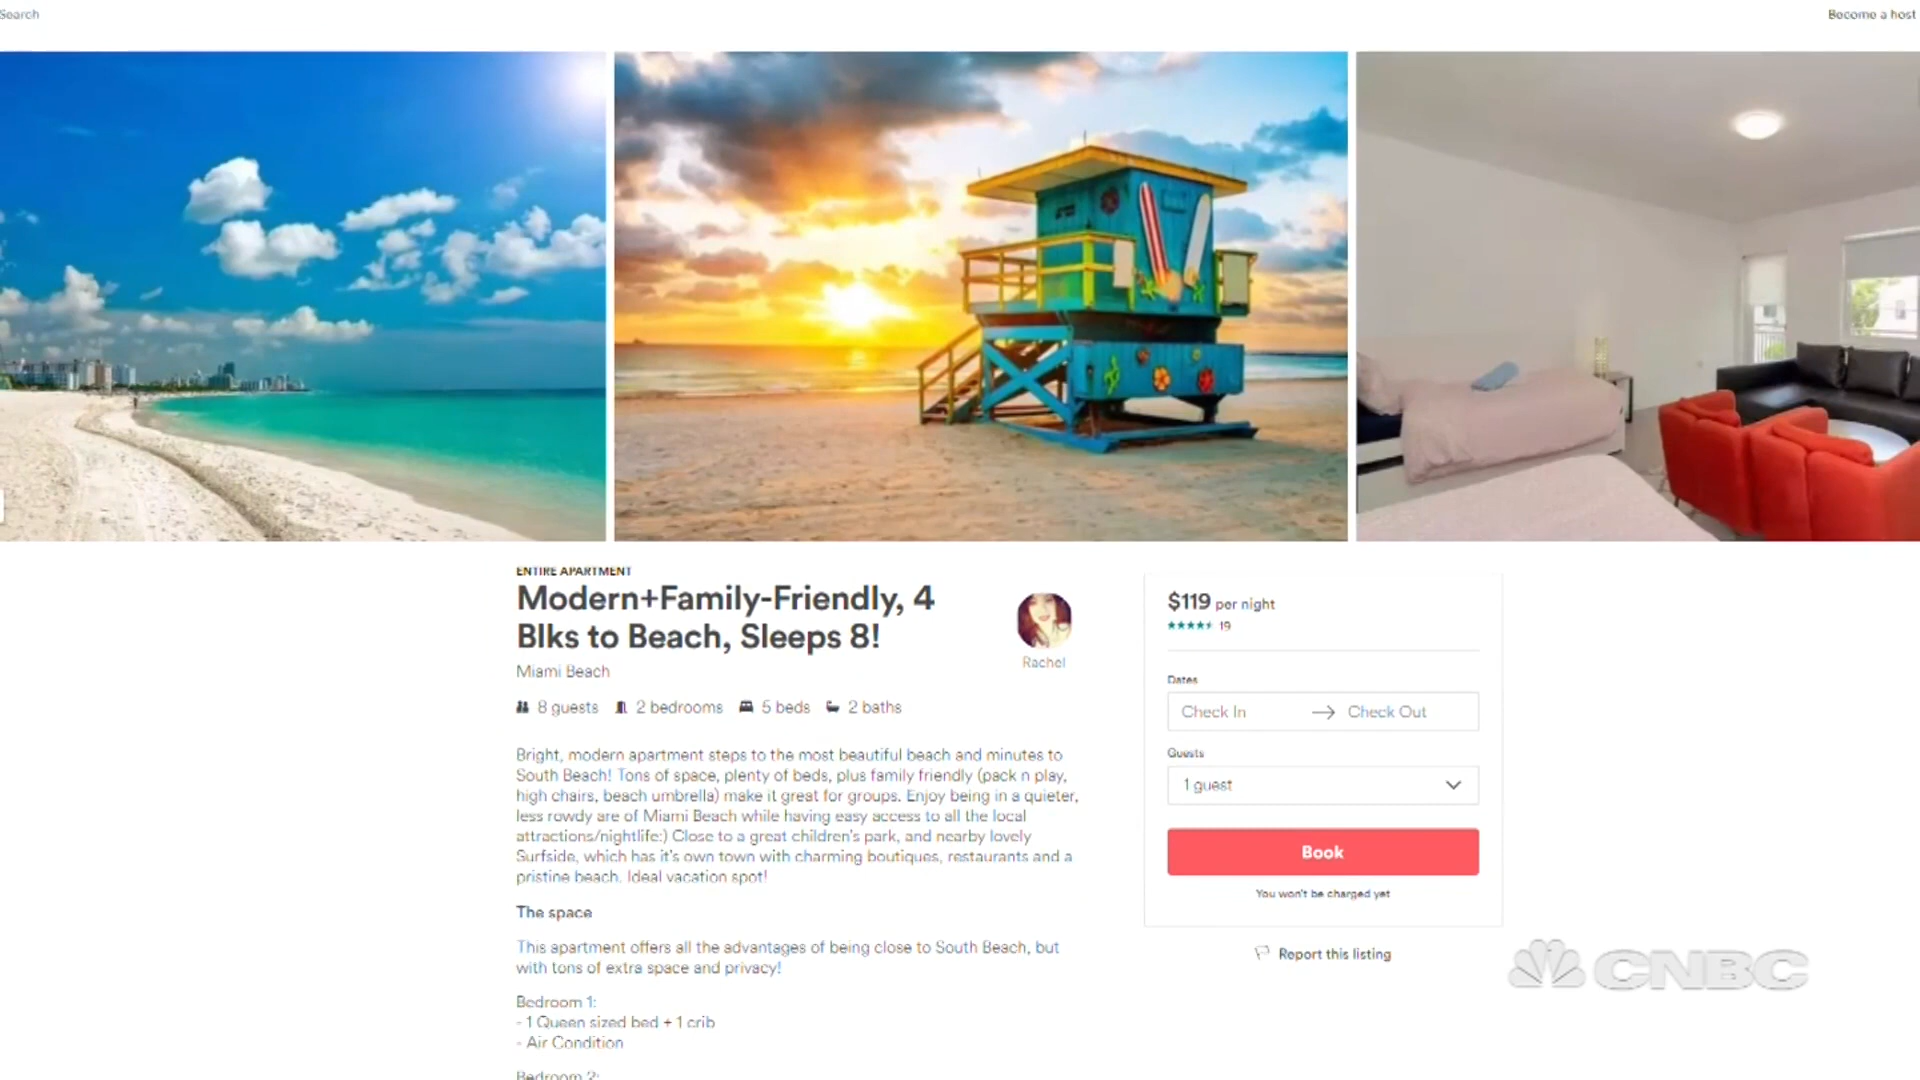 Search
Become a host
ENTIRE APARTMENT
Modern+Family-Friendly, 4
Blks to Beach, Sleeps 8!
Rachel
Miami Beach
8 guests 2 bedrooms 5 beds 2 baths
Bright, modern apartment steps to the most beautiful beach and minutes to
South Beach! Tons of space, plenty of beds, plus family friendly (pack n play,
high chairs, beach umbrella) make it great for groups. Enjoy being in a quieter,
less rowdy are of Miami Beach while having easy access to all the local
attractions/nightlife:) Close to a great children's park, and nearby lovely
Surfside, which has it's own town with charming boutiques, restaurants and a
pristine beach. Ideal vacation spot!
The space
This apartment offers all the advantages of being close to South Beach, but
with tons of extra space and privacy!
Bedroom 1:
- 1 Queen sized bed + 1 crib
- Air Condition
Bedroom 2:
$119 per night
19
Dates
Check In → Check Out
Guests
1 guest
Book
You won't be charged yet
Report this listing
CNBC